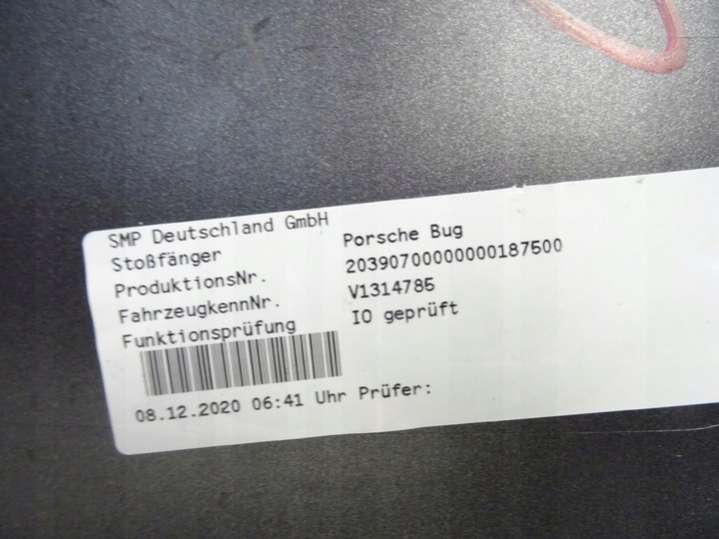 SMP Deutschland GmbH
Stoßfänger Porsche Bug
ProduktionsNr. 20390700000000187500
FahrzeugkennNr. V1314785
Funktionsprüfung IO geprüft
08.12.2020 06:41 Uhr Prüfer: